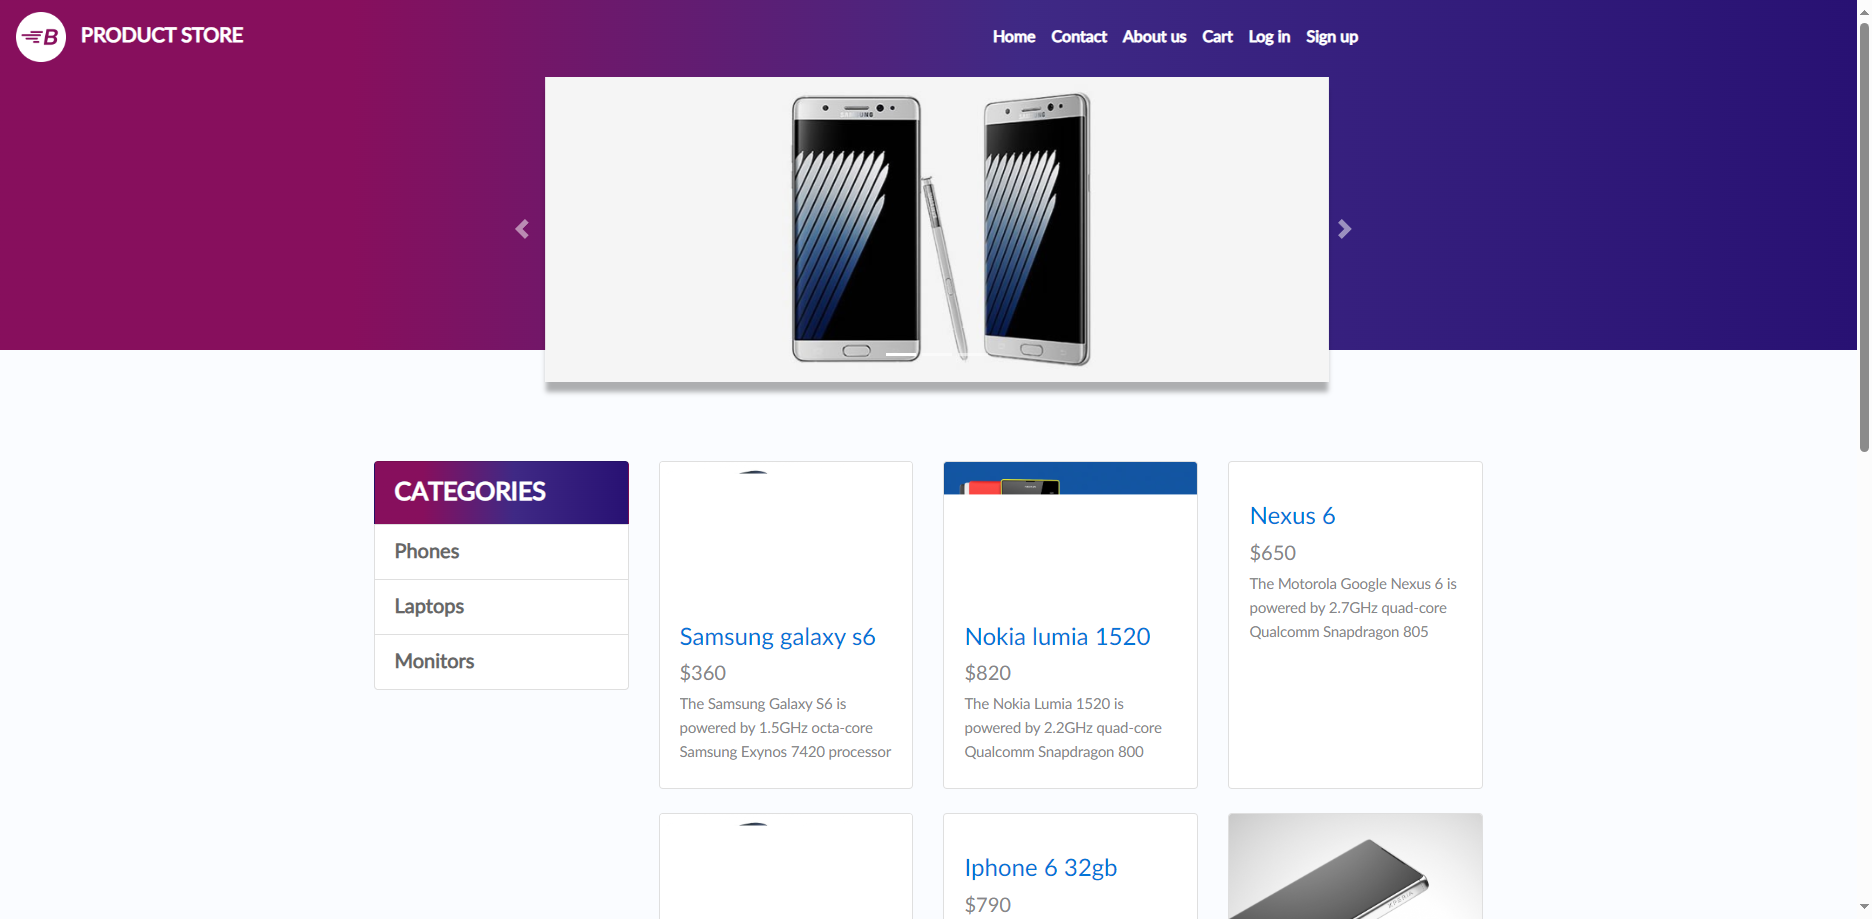 B
PRODUCT STORE
Home Contact About us Cart Log in Sign up
SAMSUNG SAMSUNG
CATEGORIES
Phones
Laptops
Monitors
Samsung galaxy s6
$360
The Samsung Galaxy S6 is
powered by 1.5GHz octa-core
Samsung Exynos 7420 processor
Nokia lumia 1520
$820
The Nokia Lumia 1520 is
powered by 2.2GHz quad-core
Qualcomm Snapdragon 800
Nexus 6
$650
The Motorola Google Nexus 6 is
powered by 2.7GHz quad-core
Qualcomm Snapdragon 805
Iphone 6 32gb
$790
XPERIA